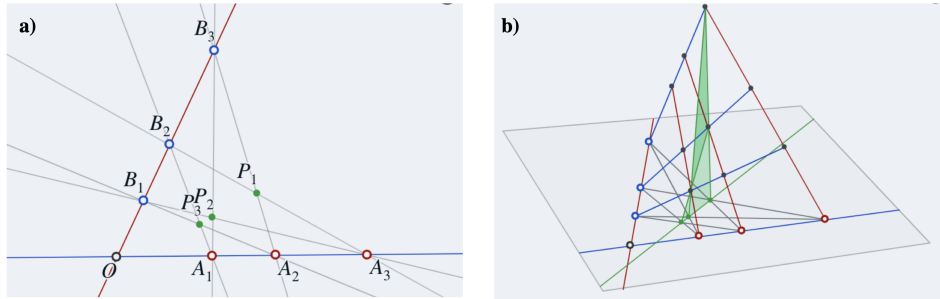 a)
B₃
B₂
B₁
P₁
P₃ P₂
O
A₁
A₂
A₃
b)